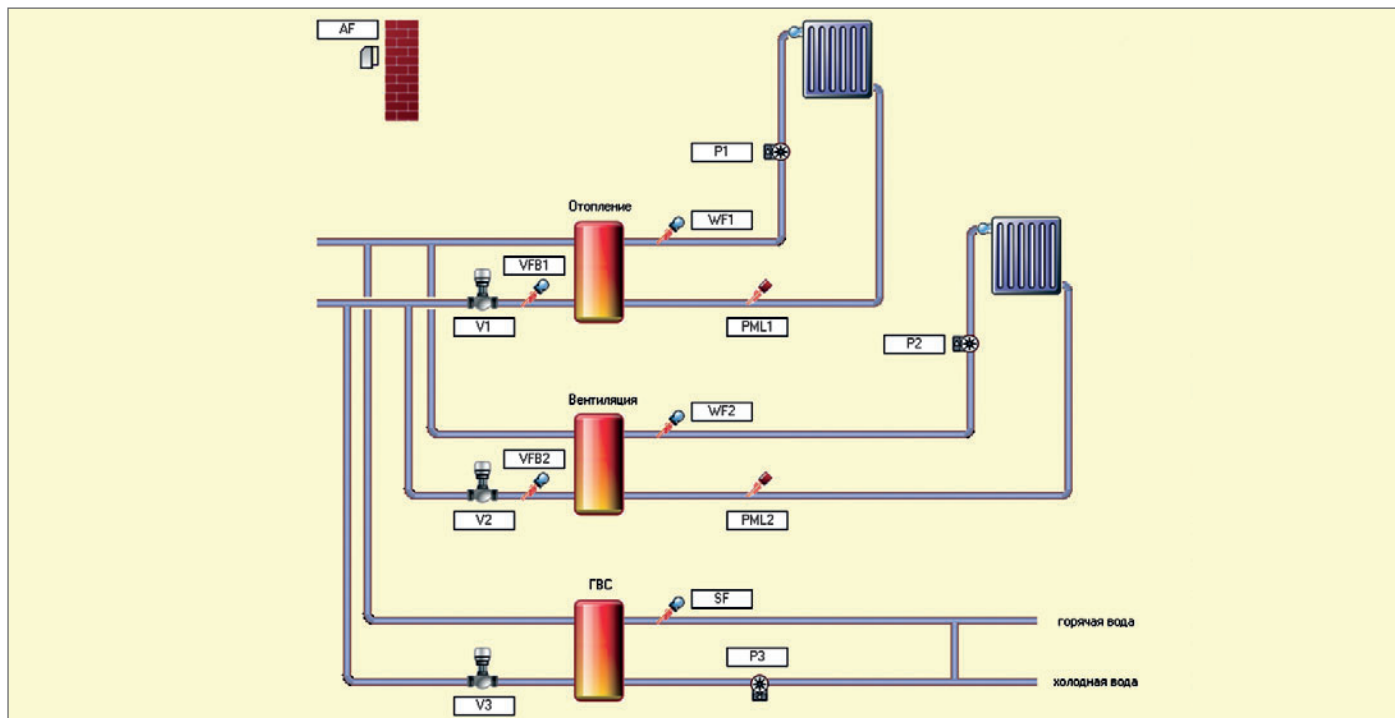 AF
P1
Отопление
WF1
VFB1
V1
PML1
P2
Вентиляция
WF2
VFB2
V2
PML2
ГВС
SF
горячая вода
P3
холодная вода
V3